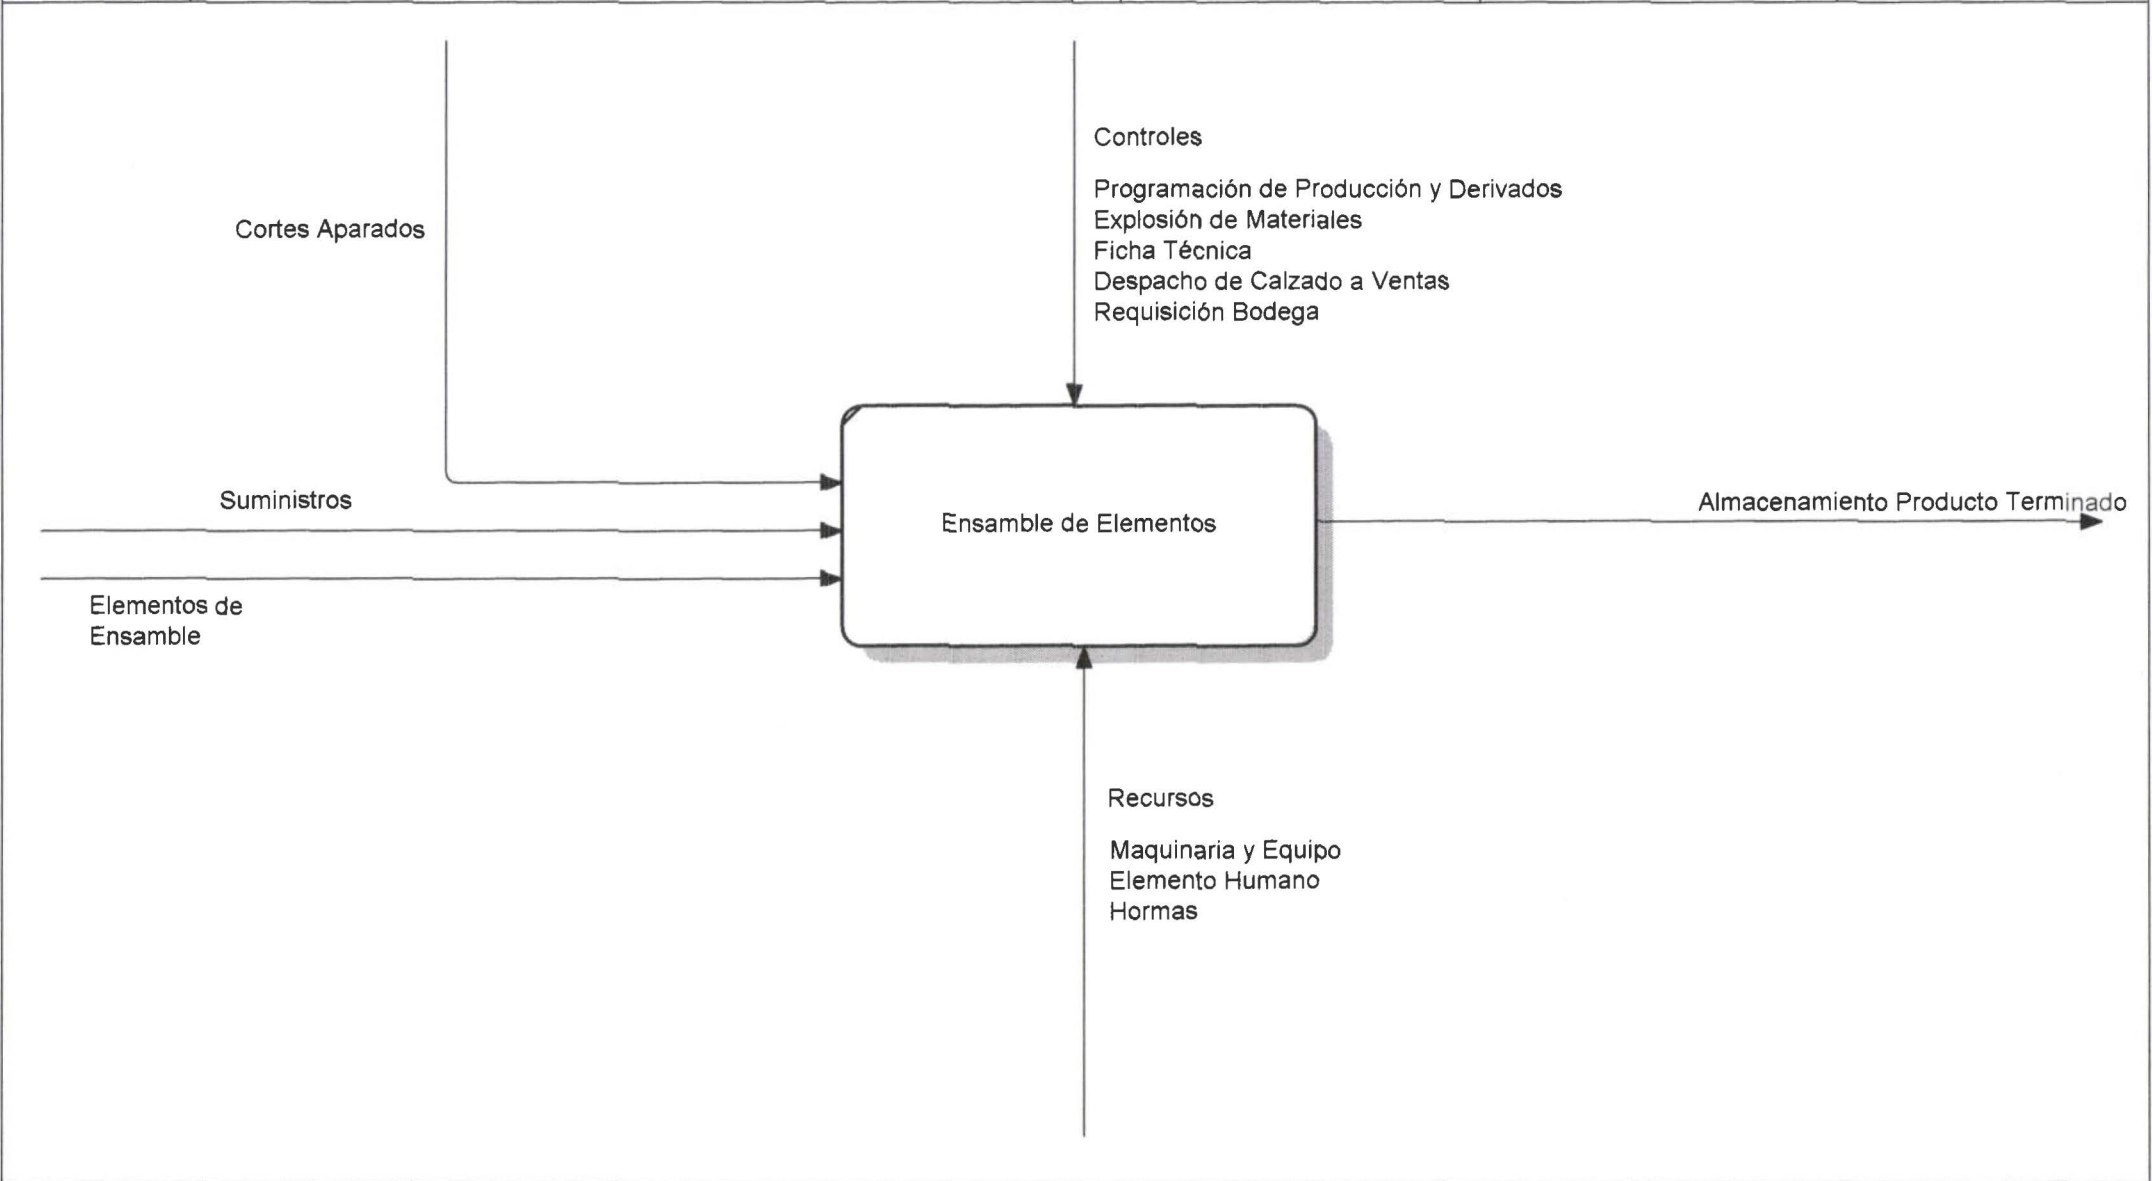 Controles
Programación de Producción y Derivados
Explosión de Materiales
Ficha Técnica
Despacho de Calzado a Ventas
Requisición Bodega
Cortes Aparados
Suministros
Elementos de
Ensamble
Ensamble de Elementos
Almacenamiento Producto Terminado
Recursos
Maquinaria y Equipo
Elemento Humano
Hormas